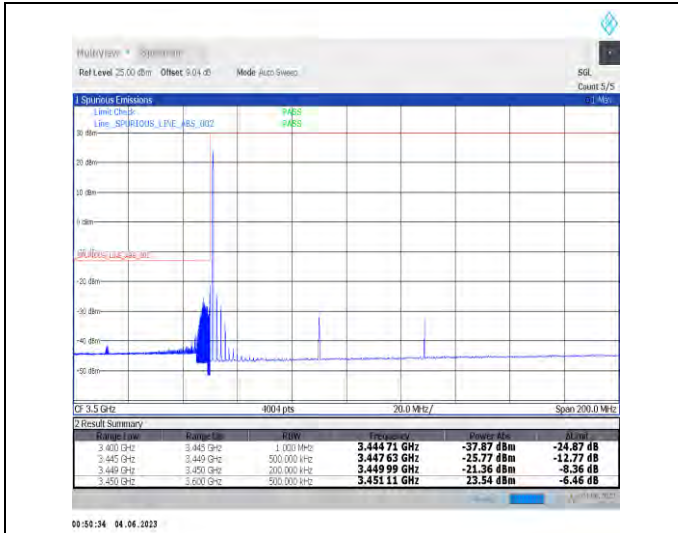 MultiView Spectrum
Ref Level 25.00 dBm Offset 9.04 dB Mode Auto Sweep SGL
Count 5/5
1 Spurious Emissions
Limit Check PASS
Line _SPURIOUS_LINE_ABS_002 PASS
30 dBm
20 dBm
10 dBm
0 dBm
-20 dBm
-30 dBm
-40 dBm
-50 dBm
CF 3.5 GHz 4004 pts 20.0 MHz/ Span 200.0 MHz
2 Result Summary
Range Low Range Up RBW Frequency Power Abs ΔLimit
3.400 GHz 3.445 GHz 1.000 MHz 3.444 71 GHz -37.87 dBm -24.87 dB
3.445 GHz 3.449 GHz 500.000 kHz 3.447 63 GHz -25.77 dBm -12.77 dB
3.449 GHz 3.450 GHz 200.000 kHz 3.449 99 GHz -21.36 dBm -8.36 dB
3.450 GHz 3.600 GHz 500.000 kHz 3.451 11 GHz 23.54 dBm -6.46 dB
00:50:34 04.06.2023